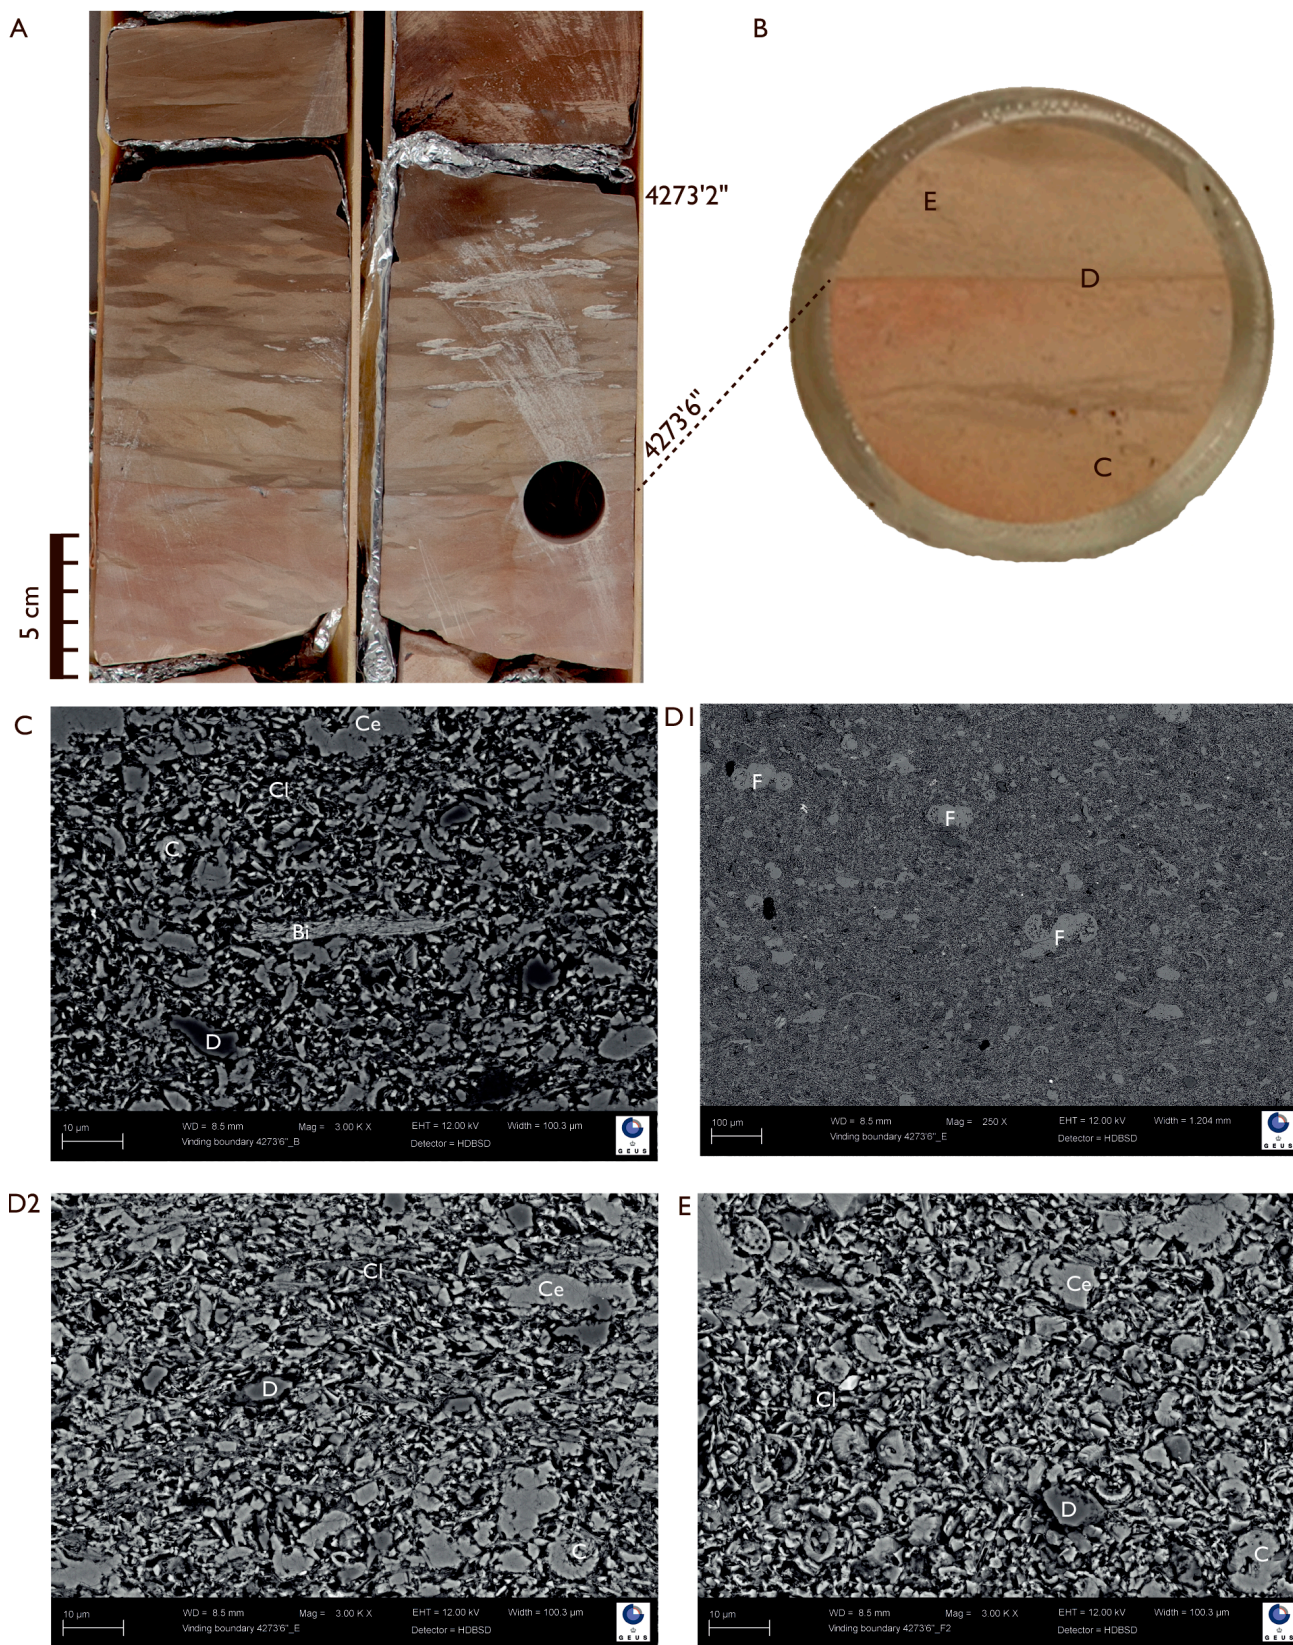 A
B
4273'2"
E
D
4273'6"
C
5 cm
C
Ce
Cl
C
Bi
D
10 µm
WD = 8.5 mm
Mag = 3.00 K X
EHT = 12.00 kV
Width = 100.3 µm
Vinding boundary 4273'6"_B
Detector = HDBSD
GEUS
D1
F
F
F
100 µm
WD = 8.5 mm
Mag = 250 X
EHT = 12.00 kV
Width = 1.204 mm
Vinding boundary 4273'6"_E
Detector = HDBSD
GEUS
D2
Cl
Ce
D
C
10 µm
WD = 8.5 mm
Mag = 3.00 K X
EHT = 12.00 kV
Width = 100.3 µm
Vinding boundary 4273'6"_E
Detector = HDBSD
GEUS
E
Ce
Cl
D
C
10 µm
WD = 8.5 mm
Mag = 3.00 K X
EHT = 12.00 kV
Width = 100.3 µm
Vinding boundary 4273'6"_F2
Detector = HDBSD
GEUS